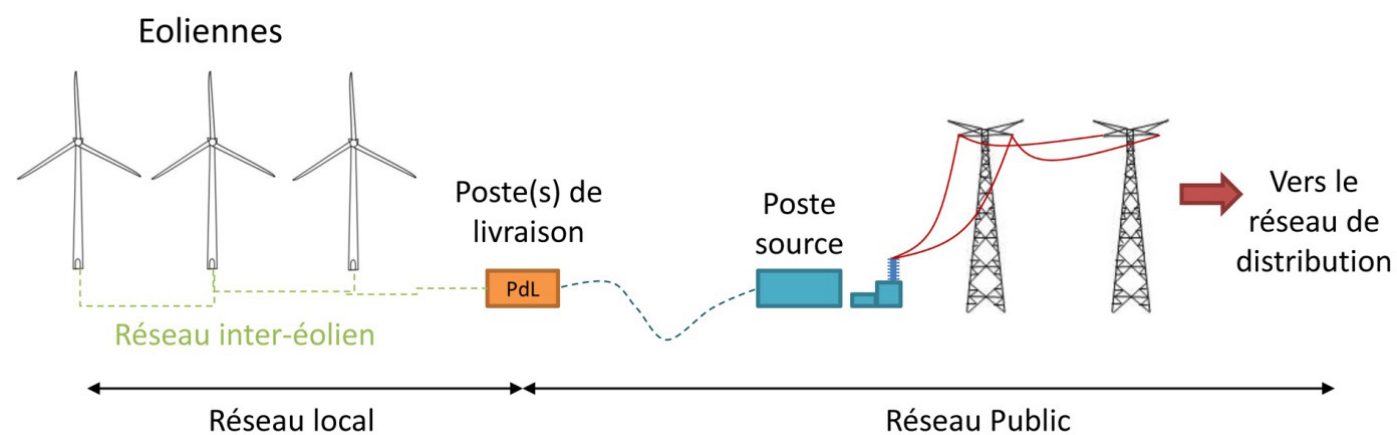 Eoliennes
Poste(s) de
livraison
Poste
source
Vers le
réseau de
distribution
PdL
Réseau inter-éolien
Réseau local
Réseau Public